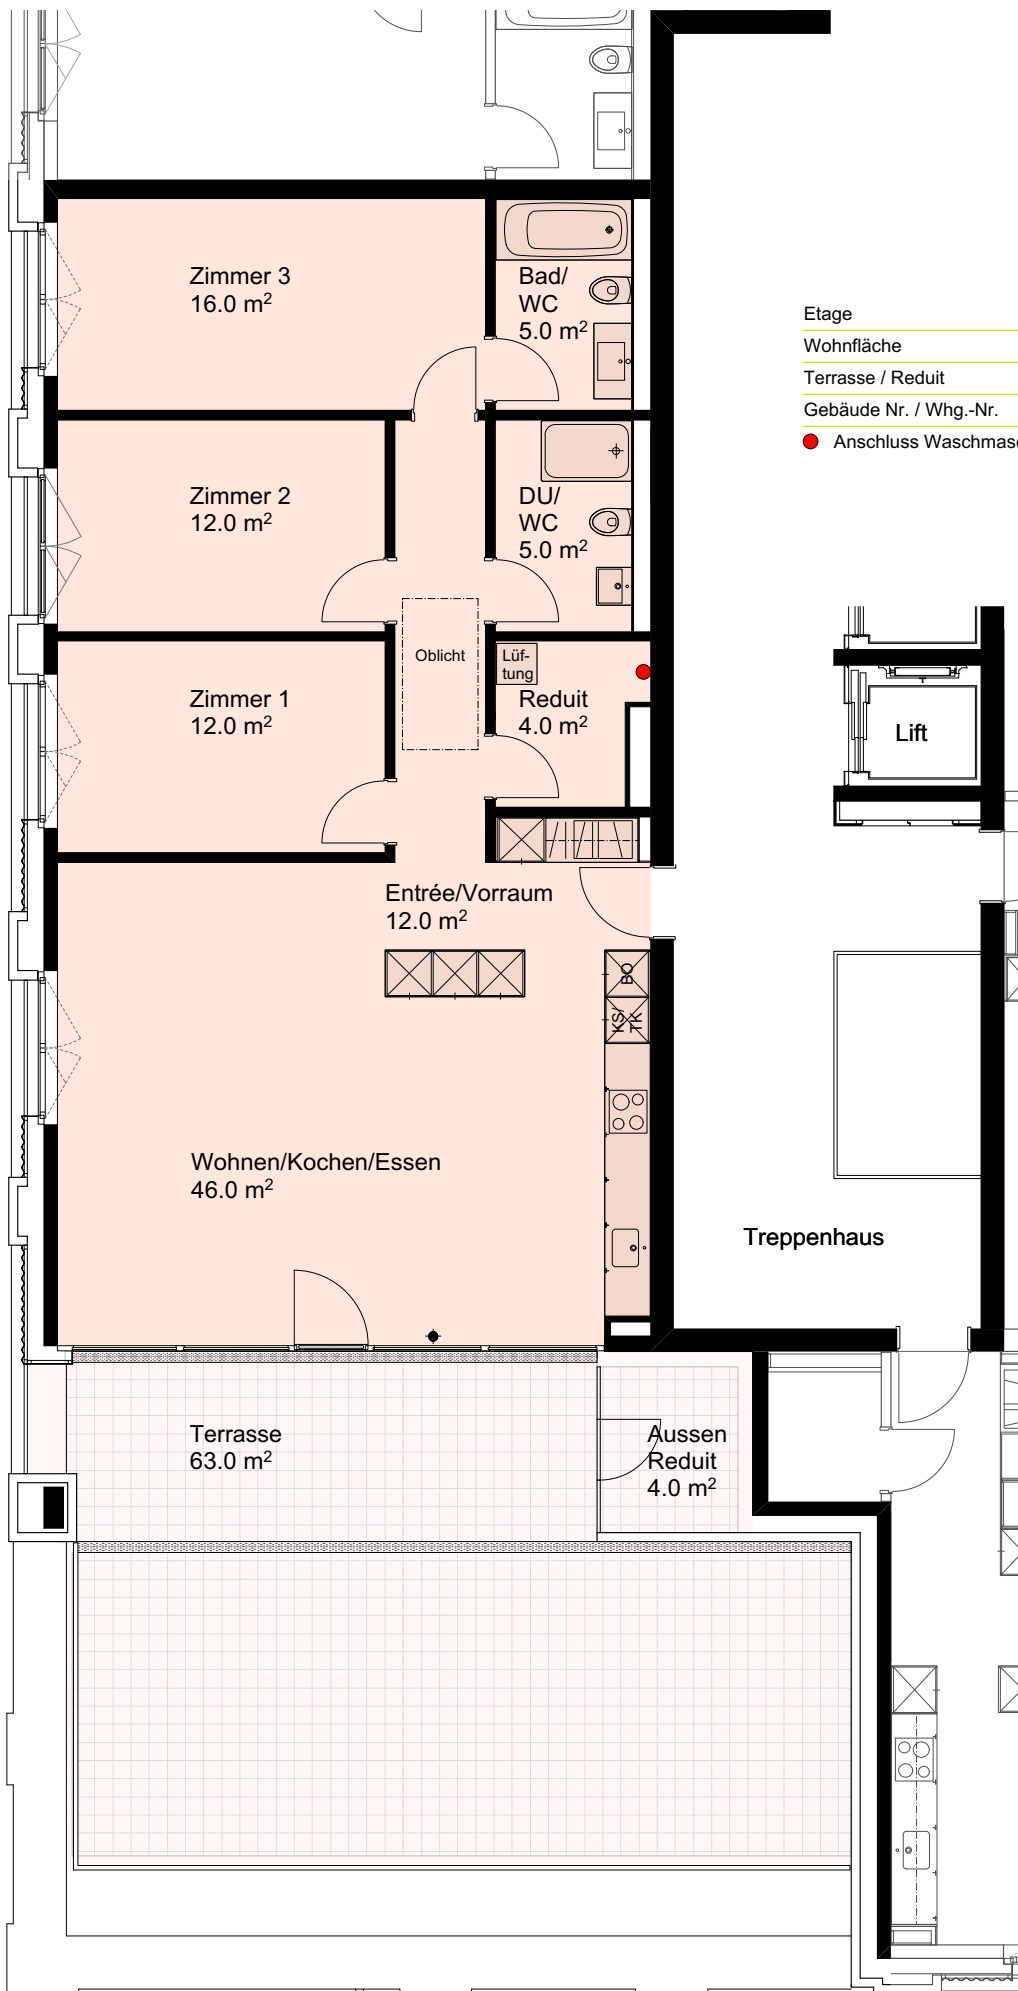 Zimmer 3
16.0 m²
Bad/
WC
5.0 m²
Etage
Wohnfläche
Terrasse / Reduit
Gebäude Nr. / Whg.-Nr.
Anschluss Waschmas
Zimmer 2
12.0 m²
DU/
WC
5.0 m²
Oblicht
Lüf-
tung
Reduit
4.0 m²
Zimmer 1
12.0 m²
Lift
Entrée/Vorraum
12.0 m²
BO
KS/
TK
Wohnen/Kochen/Essen
46.0 m²
Treppenhaus
Terrasse
63.0 m²
Aussen
Reduit
4.0 m²